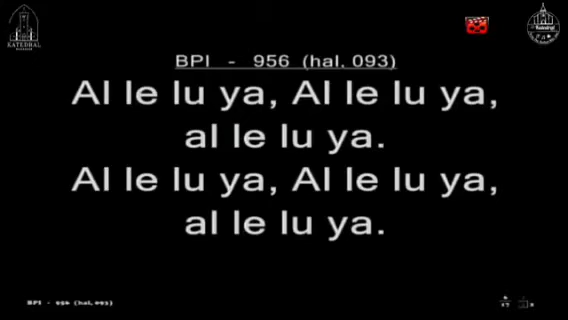 KATEDRAL
BPI - 956 (hal. 093)
Al le lu ya, Al le lu ya,
al le lu ya.
Al le lu ya, Al le lu ya,
al le lu ya.
BPI - 956 (hal. 093)